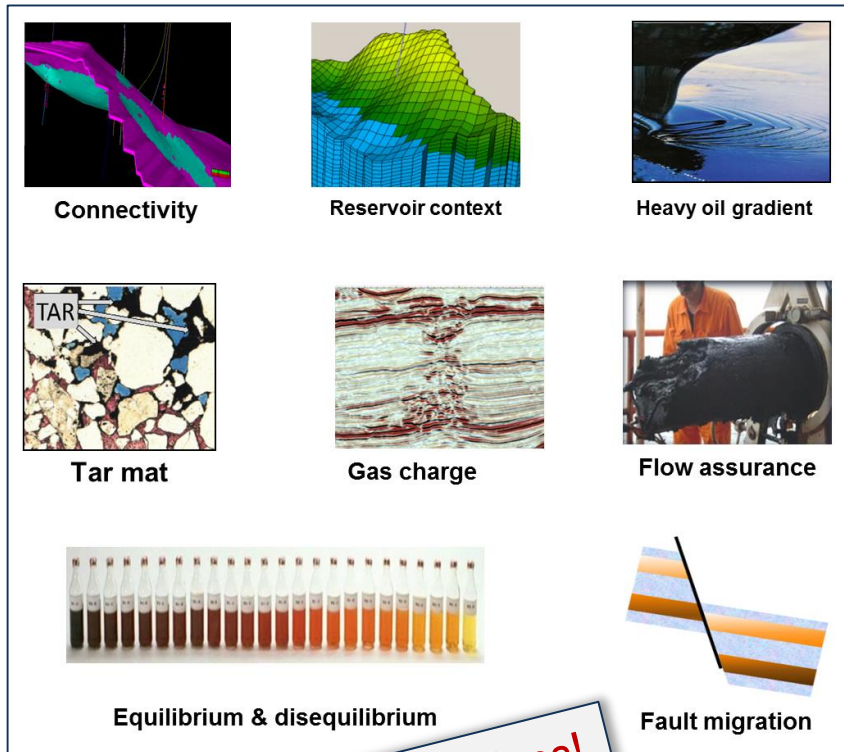 Connectivity
Reservoir context
Heavy oil gradient
TAR
Tar mat
Gas charge
Flow assurance
Equilibrium & disequilibrium
Fault migration